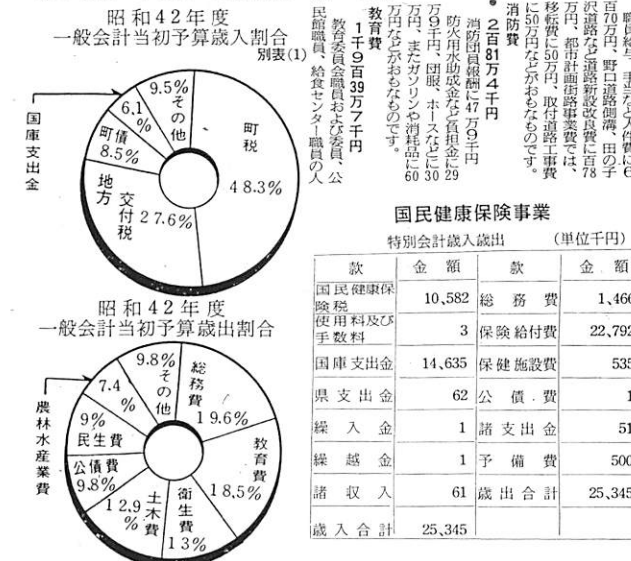 昭和42年度
一般会計当初予算歳入割合
別表(1)
町税
48.3%
地方交付税 27.6%
町債
8.5%
6.1%
国庫支出金
9.5%
その他
昭和42年度
一般会計当初予算歳出割合
総務費
19.6%
教育費
18.5%
衛生費
13%
土木費
12.9%
公債費
9.8%
9%
民生費
7.4%
農林水産業費
9.8%
その他
百70万円、野口道路側溝、田の子
沢道路など道路新設改良費に百78
万円、都市計画街路事業費では、
移転費に50万円、取付道路工事費
に50万円などがおもなものです。
消防費
●2百81万4千円
消防団員報酬に47万9千円
防火用水助成金など負担金に29
万9千円、団服、ホースなどに30
万円、またガソリンや消耗品に60
万円などがおもなものです。
教育費
1千9百39万7千円
教育委員会職員および委員、公
民館職員、給食センター職員の人
国民健康保険事業
特別会計歳入歳出 (単位千円)
款 金額 款 金額
国民健康保険税 10,582 総務費 1,466
使用料及び手数料 3 保険給付費 22,792
国庫支出金 14,635 保健施設費 535
県支出金 62 公債費 1
繰入金 1 諸支出金 51
繰越金 1 予備費 500
諸収入 61 歳出合計 25,345
歳入合計 25,345